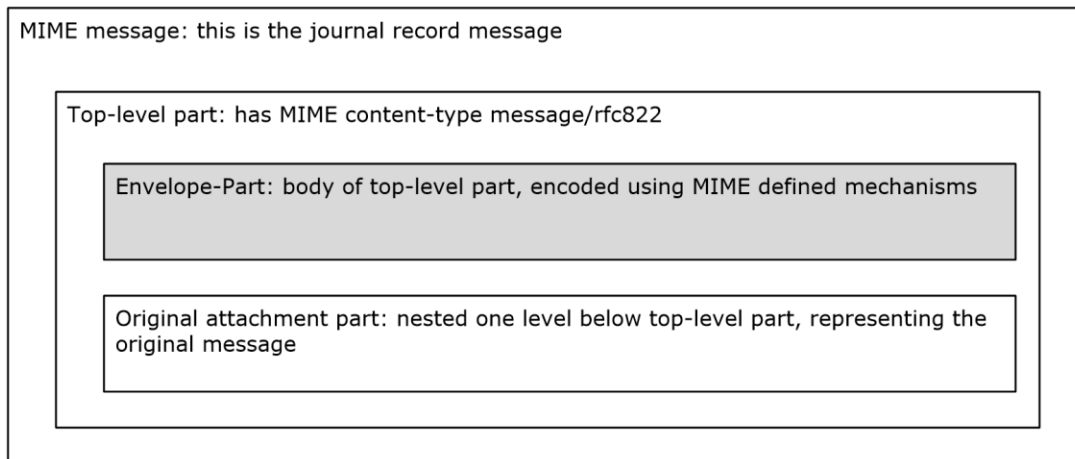 MIME message: this is the journal record message
Top-level part: has MIME content-type message/rfc822
Envelope-Part: body of top-level part, encoded using MIME defined mechanisms
Original attachment part: nested one level below top-level part, representing the
original message